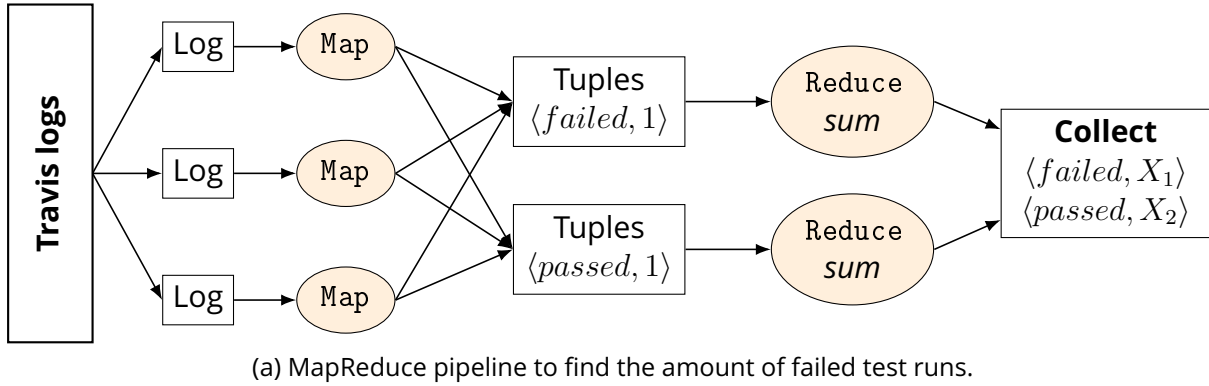 Travis logs
Log
Map
Log
Map
Log
Map
Tuples
⟨failed, 1⟩
Tuples
⟨passed, 1⟩
Reduce
sum
Reduce
sum
Collect
⟨failed, X₁⟩
⟨passed, X₂⟩
(a) MapReduce pipeline to find the amount of failed test runs.